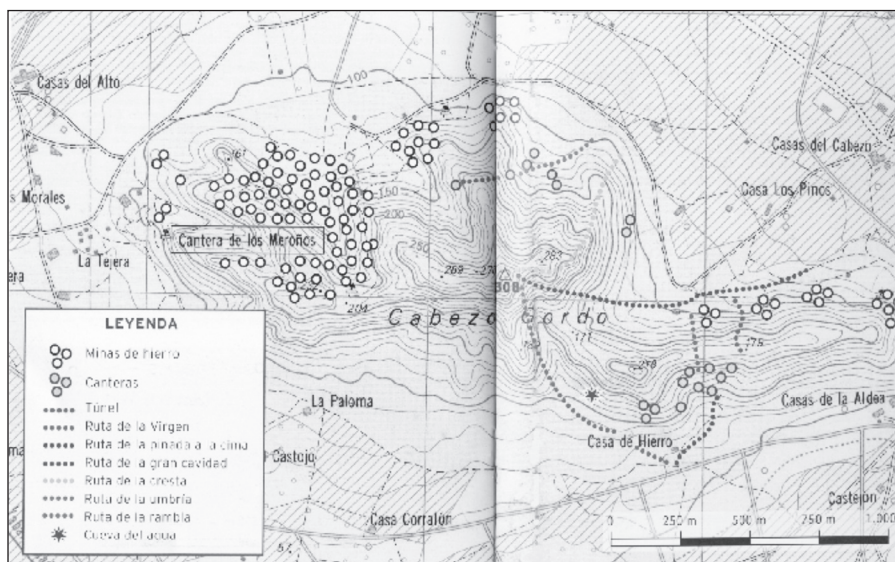 Casas del Alto
100
Casas del Cabezo
Casa Los Pinos
Morales
150
200
Cantera de los Meroños
250
La Tejera
269
308
204
Cabezo Gordo
LEYENDA
Minas de hierro
Canteras
Túnel
Ruta de la Virgen
Ruta de la pinada a la cima
Ruta de la gran cavidad
Ruta de la cresta
Ruta de la umbría
Ruta de la rambla
Cueva del agua
La Paloma
Casas de la Aldea
Casa de Hierro
Castejón
Casa Corralón
57
0 250 m 500 m 750 m 1.000